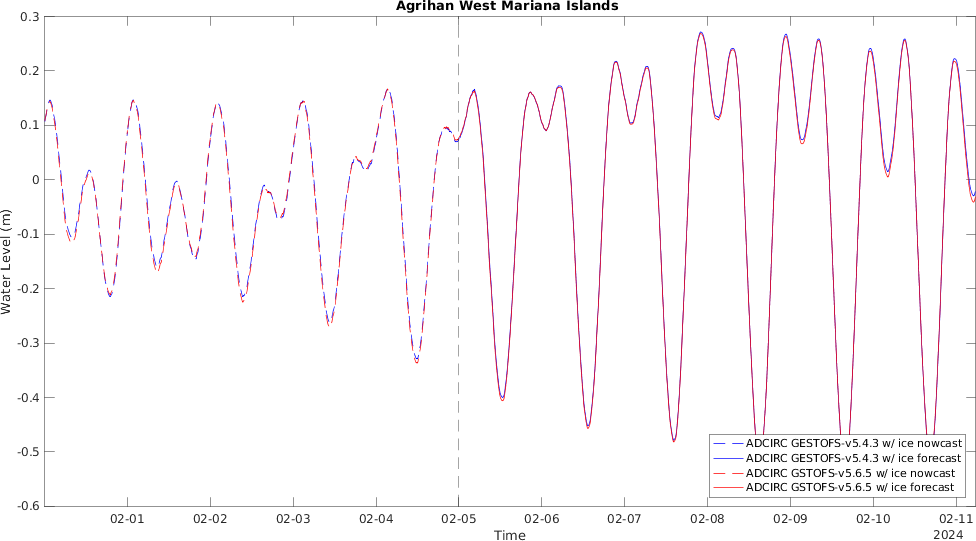 Agrihan West Mariana Islands
0.3
0.2
0.1
0
-0.1
-0.2
-0.3
-0.4
-0.5
-0.6
Water Level (m)
ADCIRC GESTOFS-v5.4.3 w/ ice nowcast
ADCIRC GESTOFS-v5.4.3 w/ ice forecast
ADCIRC GSTOFS-v5.6.5 w/ ice nowcast
ADCIRC GSTOFS-v5.6.5 w/ ice forecast
02-01 02-02 02-03 02-04 02-05 02-06 02-07 02-08 02-09 02-10 02-11
Time
2024